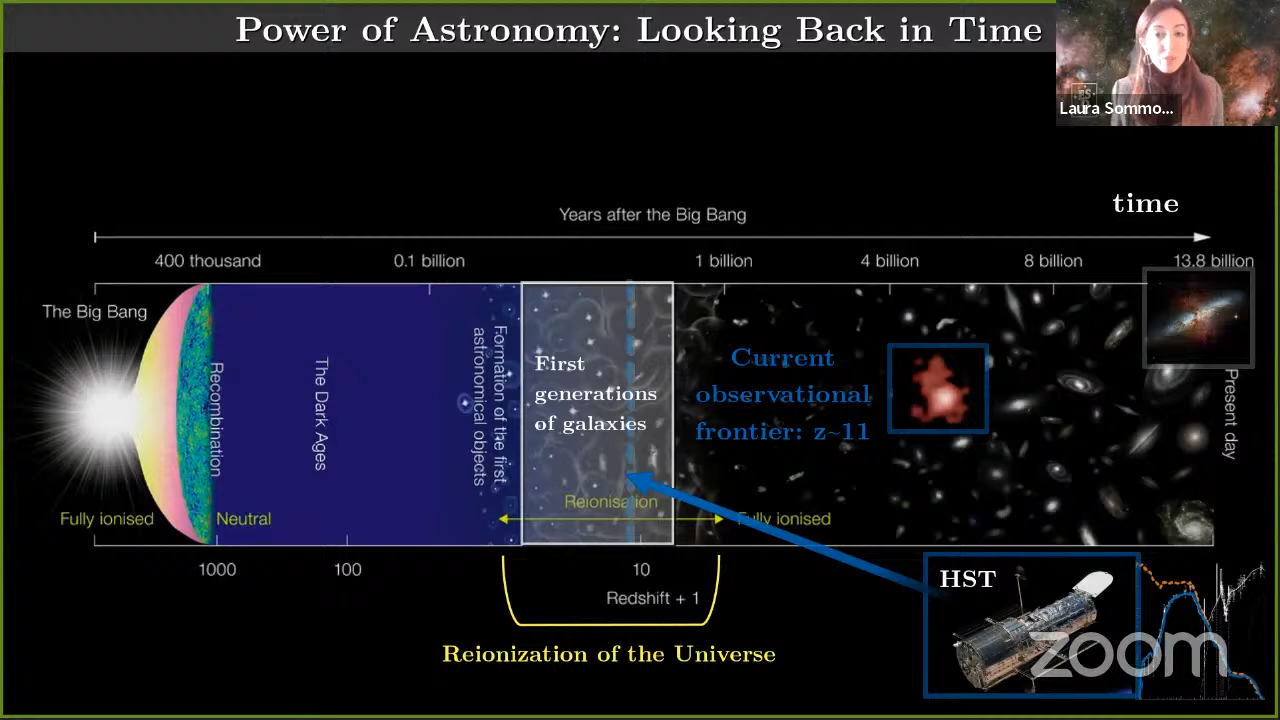 Power of Astronomy: Looking Back in Time
Laura Sommo...
time
Years after the Big Bang
400 thousand
0.1 billion
1 billion
4 billion
8 billion
13.8 billion
The Big Bang
Recombination
The Dark Ages
Formation of the first
astronomical objects
First
generations
of galaxies
Current
observational
frontier: z~11
Present day
Reionisation
Fully ionised
Neutral
Fully ionised
1000
100
10
Redshift + 1
HST
zoom
Reionization of the Universe